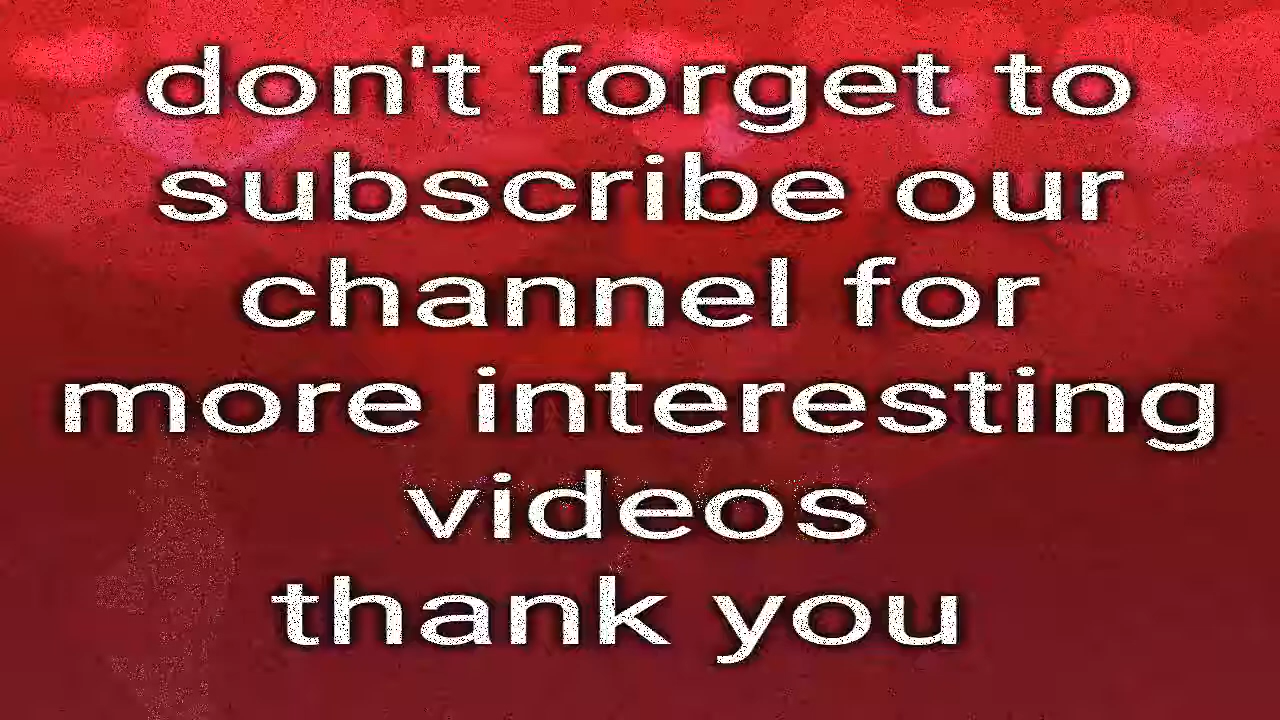 don't forget to
subscribe our
channel for
more interesting
videos
thank you